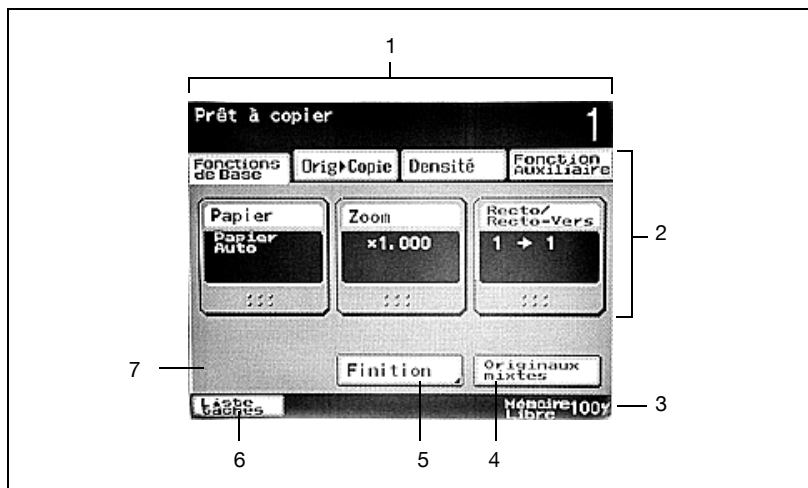 1
Prêt à copier 1
Fonctions de Base
Orig▸Copie
Densité
Fonction Auxiliaire
Papier
Papier Auto
Zoom
×1.000
Recto/
Recto-Vers
1 → 1
2
7
Finition
Originaux mixtes
Liste tâches
Mémoire Libre 100%
3
6
5
4